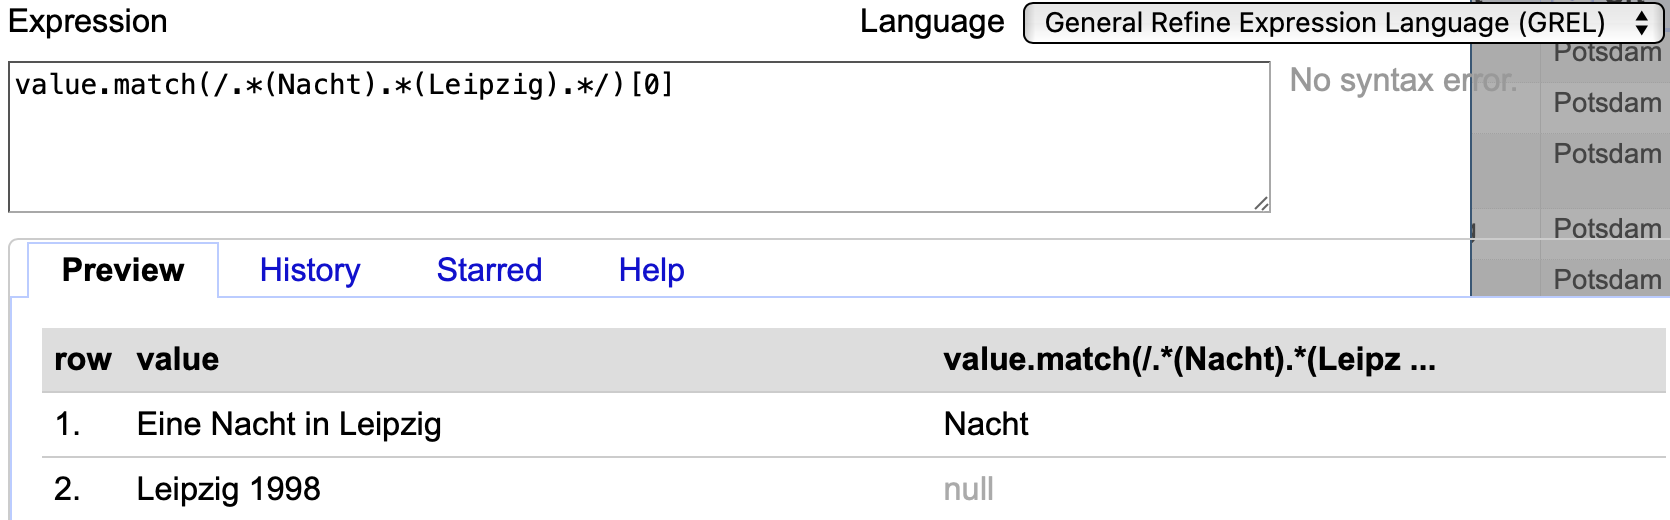 Expression
Language General Refine Expression Language (GREL)
value.match(/.*(Nacht).*(Leipzig).*/)[0]
No syntax error.
Potsdam
Potsdam
Potsdam
Potsdam
Potsdam
Preview History Starred Help
row value value.match(/.*(Nacht).*(Leipz ...
1. Eine Nacht in Leipzig Nacht
2. Leipzig 1998 null